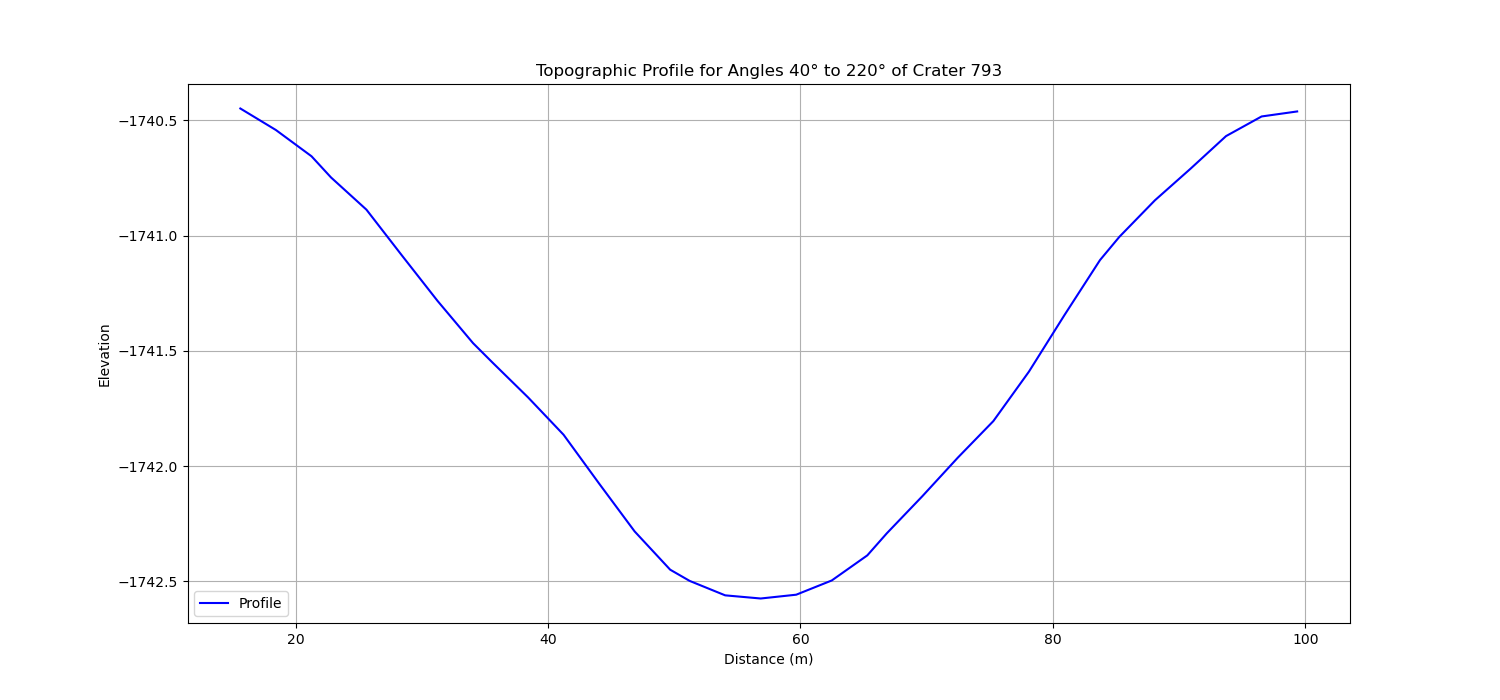 Topographic Profile for Angles 40° to 220° of Crater 793
−1740.5
−1741.0
−1741.5
−1742.0
−1742.5
Elevation
Profile
20 40 60 80 100
Distance (m)